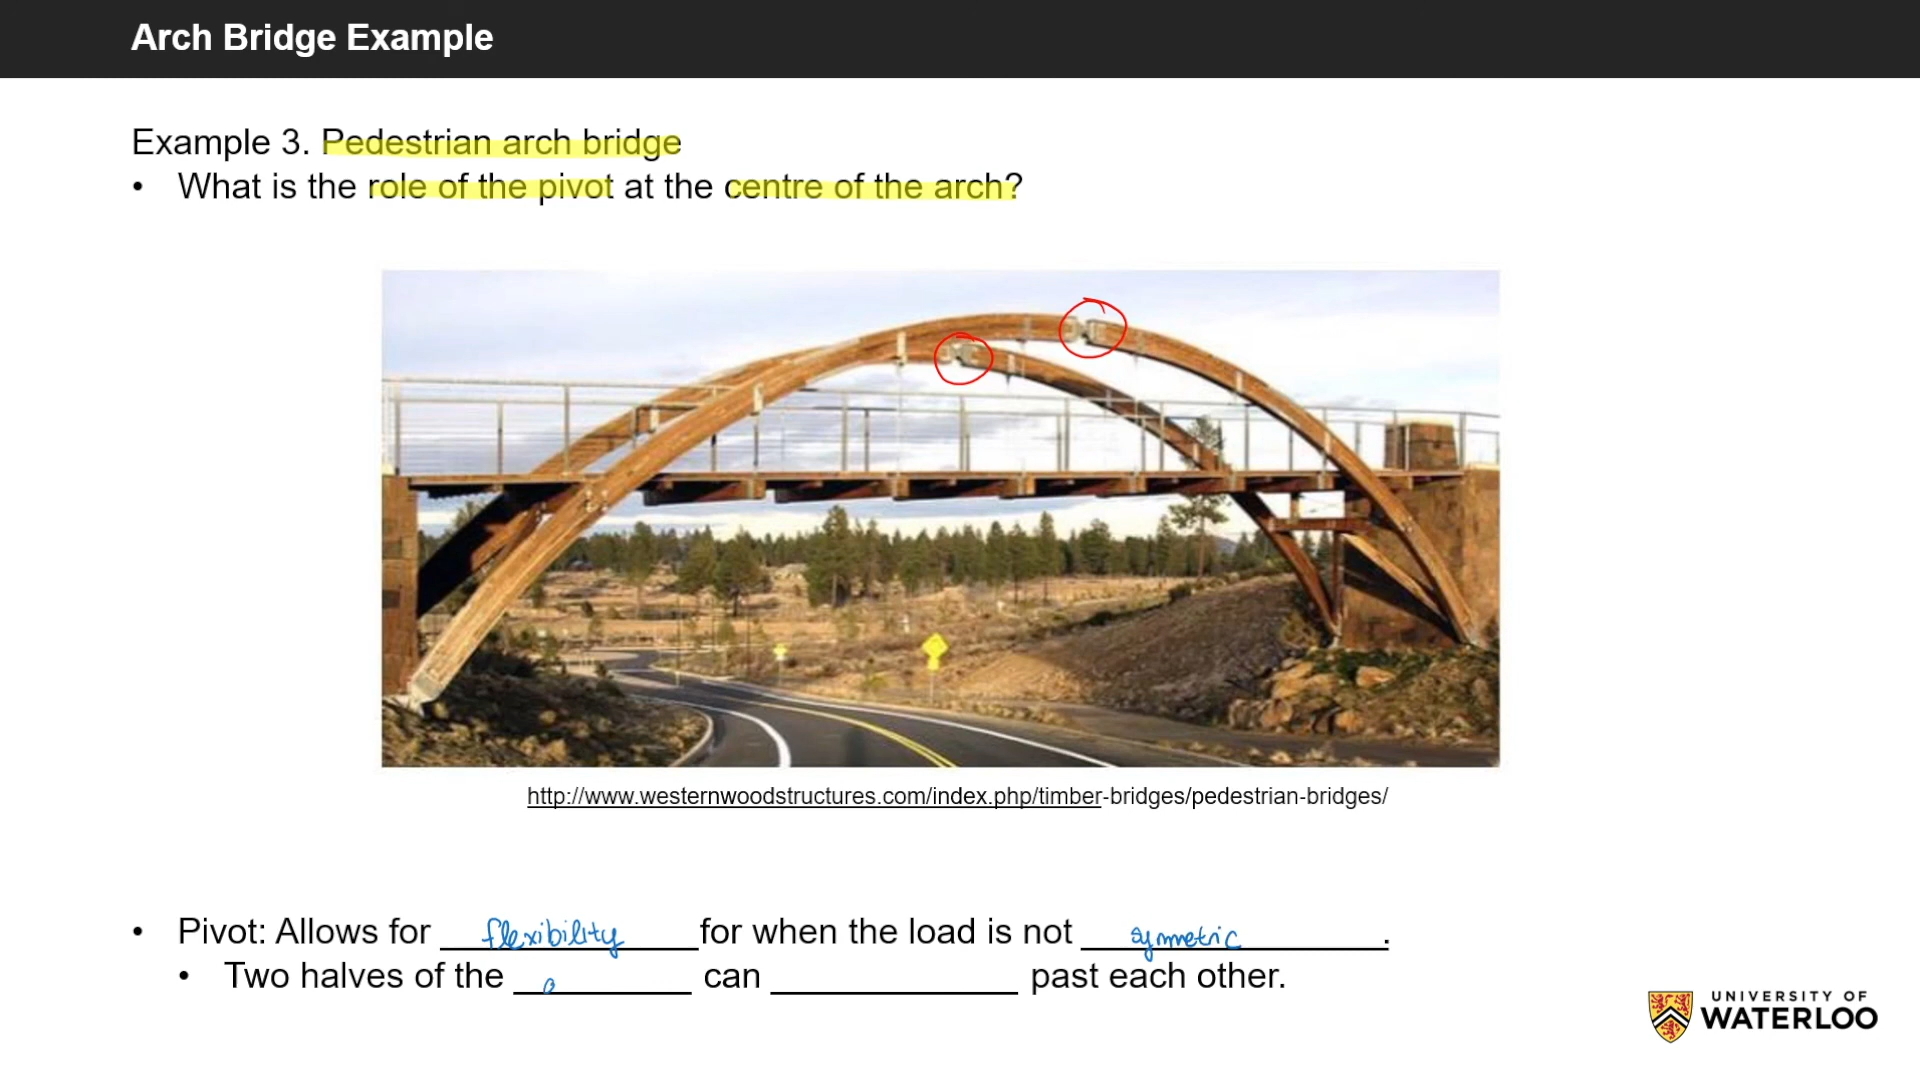 Arch Bridge Example
Example 3. Pedestrian arch bridge
• What is the role of the pivot at the centre of the arch?
http://www.westernwoodstructures.com/index.php/timber-bridges/pedestrian-bridges/
• Pivot: Allows for flexibility for when the load is not symmetric.
• Two halves of the a_______ can _______ past each other.
UNIVERSITY OF
WATERLOO